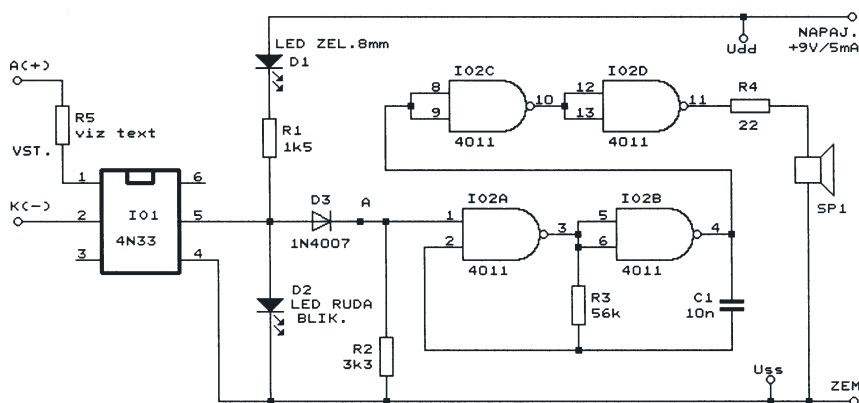 LED ZEL.8mm
D1
Udd
NAPAJ.
+9V/5mA
A(+)
R5
viz text
VST.
R1
1k5
IO2C
8
9
10
4011
IO2D
12
13
11
4011
R4
22
SP1
K(-)
1
2
3
IO1
4N33
6
5
4
D3
1N4007
A
IO2A
1
2
3
4011
IO2B
5
6
4
4011
D2
LED RUDA
BLIK.
R2
3k3
R3
56k
C1
10n
Uss
ZEM